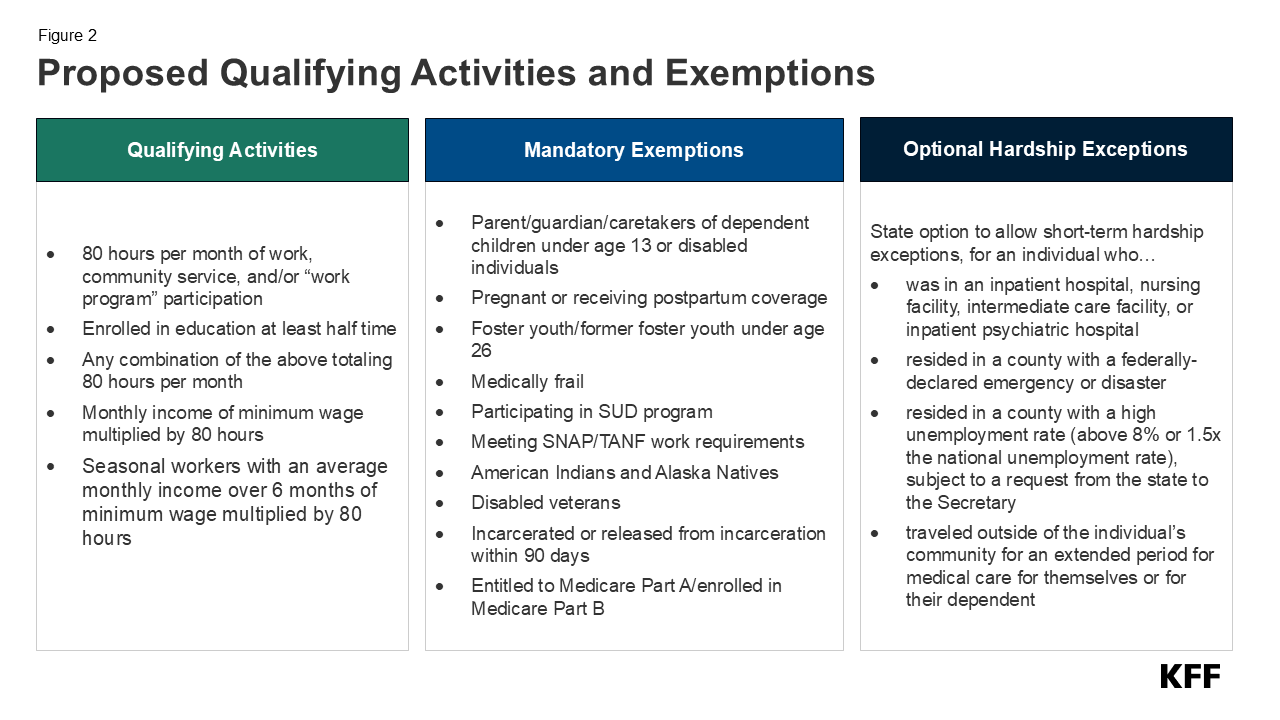 Figure 2
Proposed Qualifying Activities and Exemptions
Qualifying Activities
• 80 hours per month of work,
community service, and/or “work
program” participation
• Enrolled in education at least half time
• Any combination of the above totaling
80 hours per month
• Monthly income of minimum wage
multiplied by 80 hours
• Seasonal workers with an average
monthly income over 6 months of
minimum wage multiplied by 80
hours
Mandatory Exemptions
• Parent/guardian/caretakers of dependent
children under age 13 or disabled
individuals
• Pregnant or receiving postpartum coverage
• Foster youth/former foster youth under age
26
• Medically frail
• Participating in SUD program
• Meeting SNAP/TANF work requirements
• American Indians and Alaska Natives
• Disabled veterans
• Incarcerated or released from incarceration
within 90 days
• Entitled to Medicare Part A/enrolled in
Medicare Part B
Optional Hardship Exceptions
State option to allow short-term hardship
exceptions, for an individual who…
• was in an inpatient hospital, nursing
facility, intermediate care facility, or
inpatient psychiatric hospital
• resided in a county with a federally-
declared emergency or disaster
• resided in a county with a high
unemployment rate (above 8% or 1.5x
the national unemployment rate),
subject to a request from the state to
the Secretary
• traveled outside of the individual’s
community for an extended period for
medical care for themselves or for
their dependent
KFF